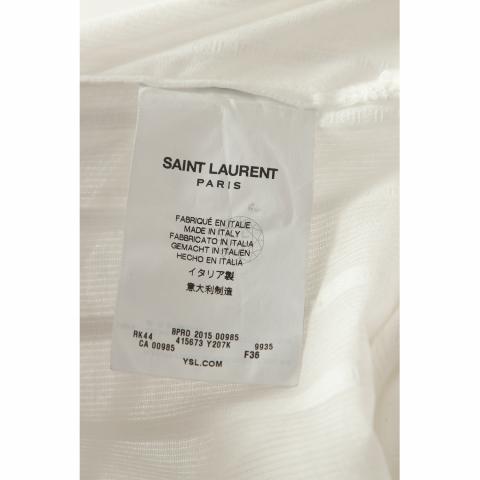 SAINT LAURENT
PARIS
FABRIQUÉ EN ITALIE
MADE IN ITALY
FABBRICATO IN ITALIA
GEMACHT IN ITALIEN
HECHO EN ITALIA
イタリア製
意大利制造
RK44 8PRD 2015 00985 9935
CA 00985 415673 Y207K F36
YSL.COM